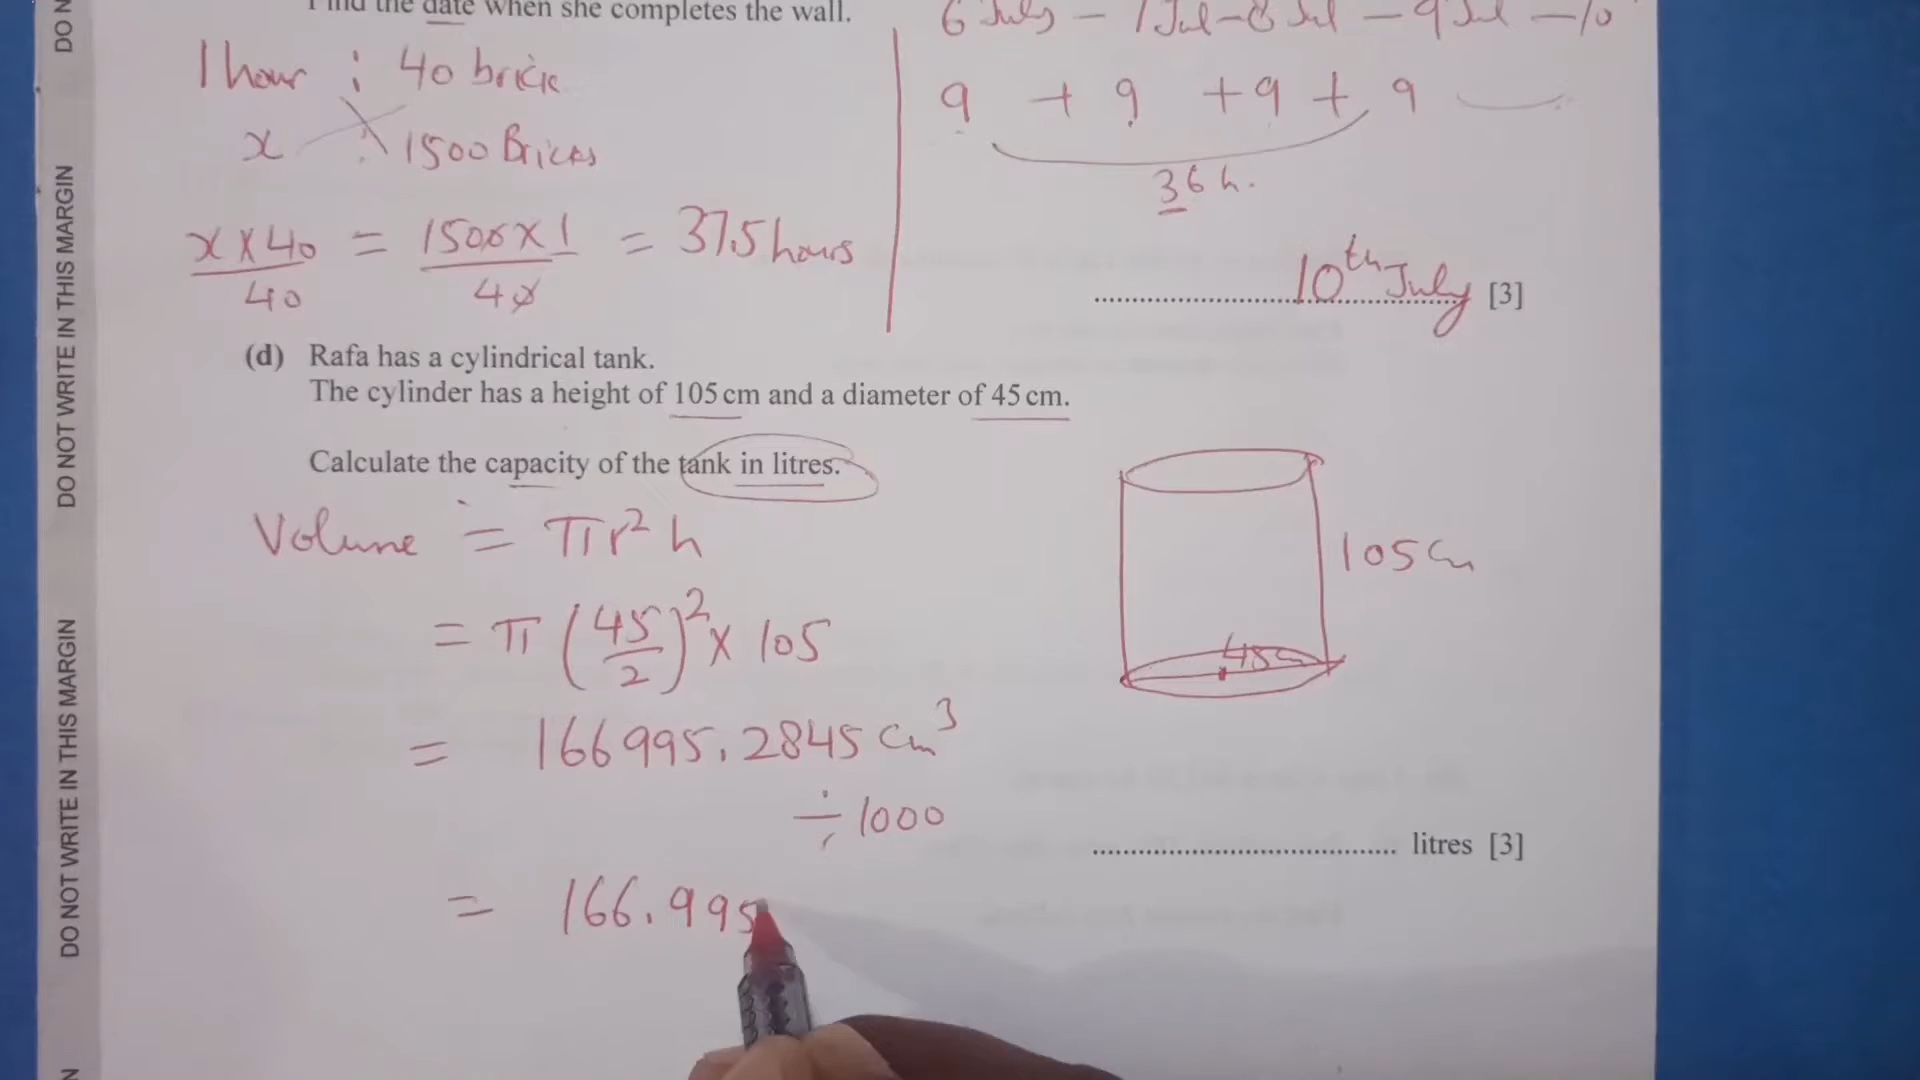 Find the date when she completes the wall.
6 July - 7 Jul - 8 Jul - 9 Jul - 10
1 hour : 40 brick
x : 1500 Bricks
9 + 9 + 9 + 9
36 h.
x x 40 = 1500 x 1 = 37.5 hours
40 40
10th July [3]
(d) Rafa has a cylindrical tank.
The cylinder has a height of 105 cm and a diameter of 45 cm.
Calculate the capacity of the tank in litres.
Volume = πr² h
105 cm
= π (45/2)² x 105
45cm
= 166995.2845 cm³
÷ 1000
litres [3]
= 166.995
DO NOT WRITE IN THIS MARGIN
DO NOT WRITE IN THIS MARGIN